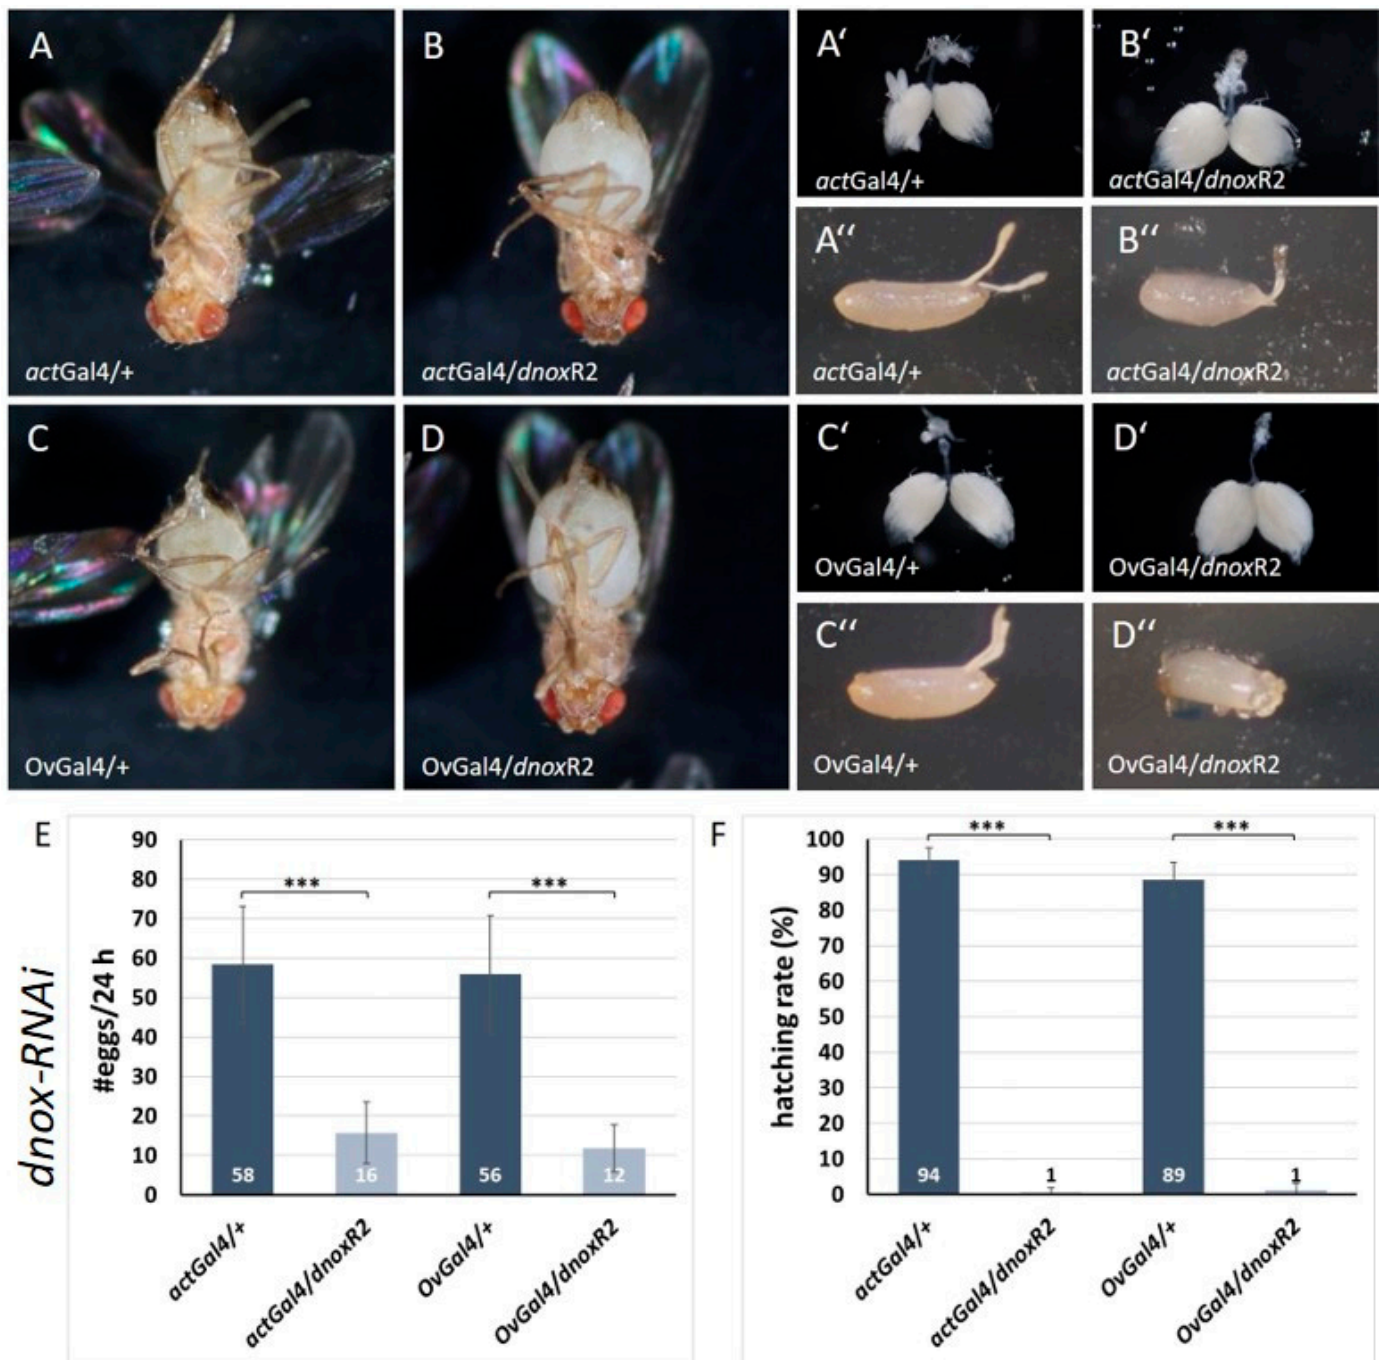 A
B
A‘
B‘
actGal4/+
actGal4/dnoxR2
A“
B“
actGal4/+
actGal4/dnoxR2
actGal4/+
actGal4/dnoxR2
C
D
C‘
D‘
OvGal4/+
OvGal4/dnoxR2
C“
D“
OvGal4/+
OvGal4/dnoxR2
OvGal4/+
OvGal4/dnoxR2
dnox-RNAi
E
90
80
70
60
50
40
30
20
10
0
#eggs/24 h
***
***
58
16
56
12
actGal4/+
actGal4/dnoxR2
OvGal4/+
OvGal4/dnoxR2
F
100
90
80
70
60
50
40
30
20
10
0
hatching rate (%)
***
***
94
1
89
1
actGal4/+
actGal4/dnoxR2
OvGal4/+
OvGal4/dnoxR2